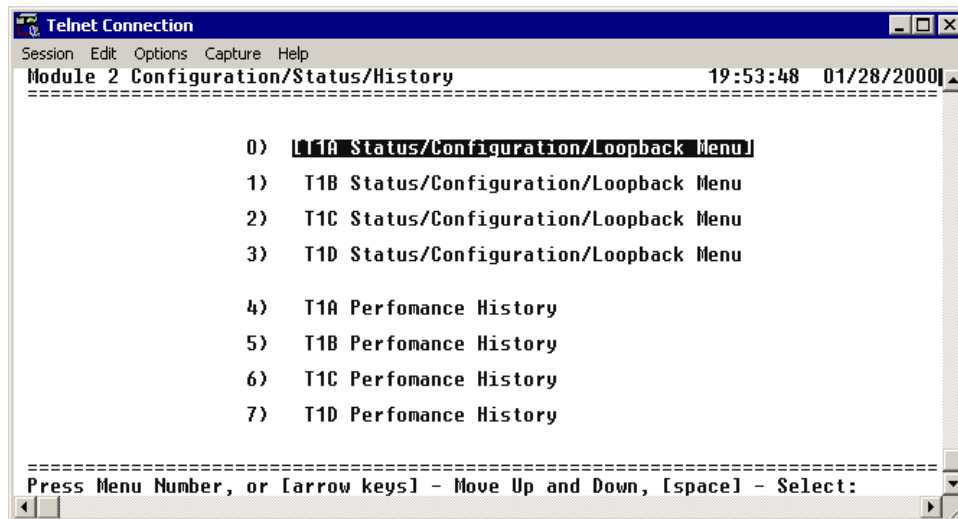 Telnet Connection
Session Edit Options Capture Help
Module 2 Configuration/Status/History 19:53:48 01/28/2000
================================================================================
0) [T1A Status/Configuration/Loopback Menu]
1) T1B Status/Configuration/Loopback Menu
2) T1C Status/Configuration/Loopback Menu
3) T1D Status/Configuration/Loopback Menu
4) T1A Perfomance History
5) T1B Perfomance History
6) T1C Perfomance History
7) T1D Perfomance History
================================================================================
Press Menu Number, or [arrow keys] - Move Up and Down, [space] - Select: